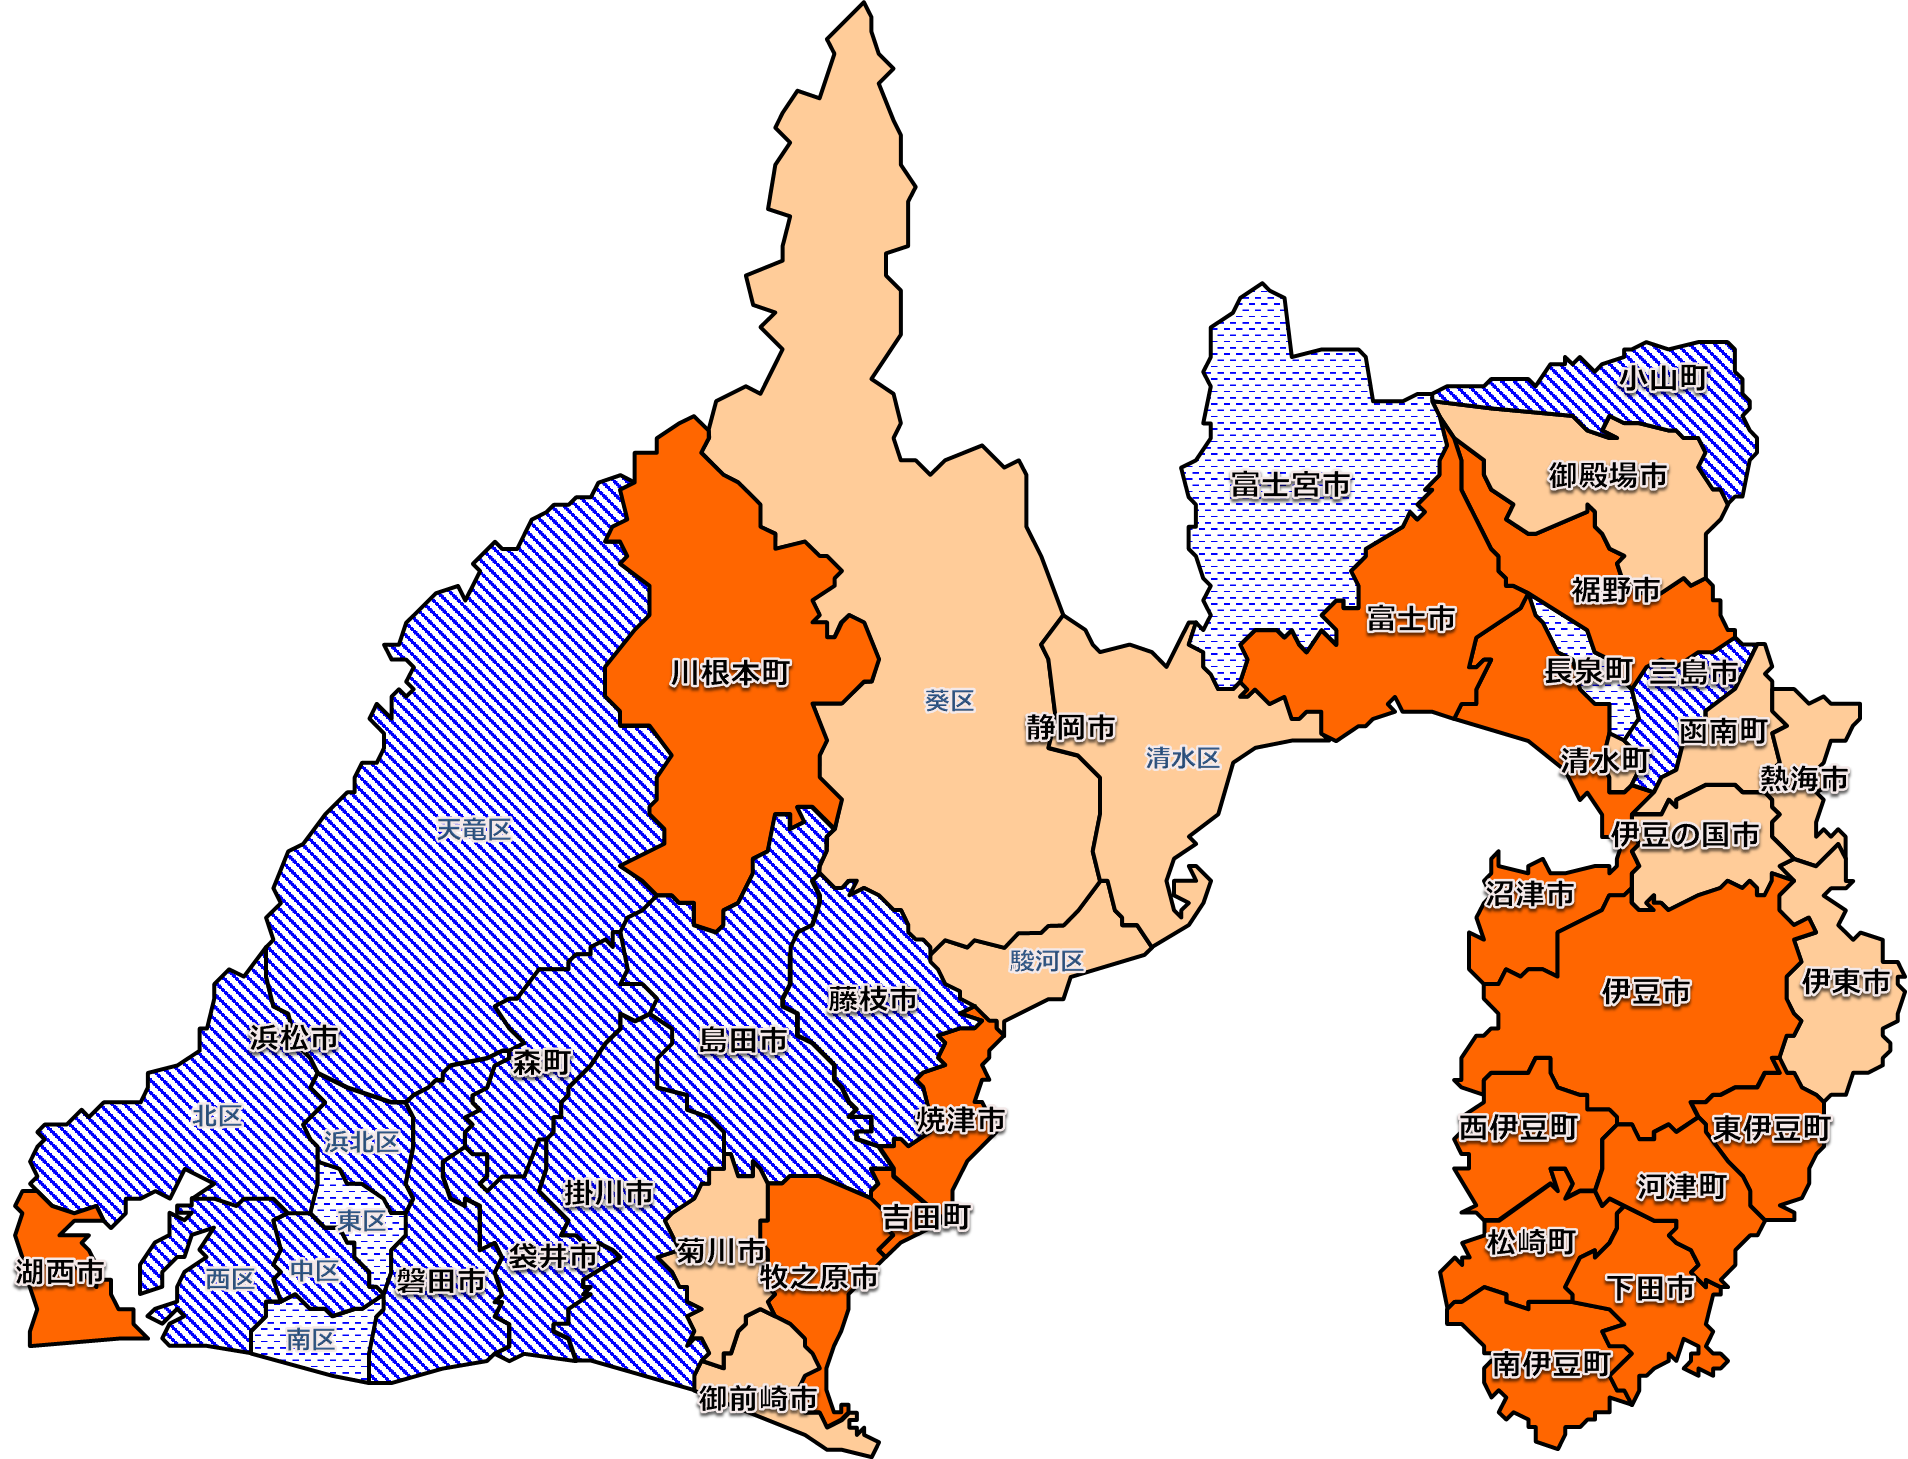 小山町
御殿場市
富士宮市
裾野市
富士市
長泉町
三島市
川根本町
葵区
静岡市
函南町
清水区
清水町
熱海市
天竜区
伊豆の国市
沼津市
駿河区
伊東市
伊豆市
藤枝市
浜松市
島田市
森町
北区
焼津市
西伊豆町
東伊豆町
浜北区
掛川市
河津町
東区
吉田町
松崎町
菊川市
袋井市
湖西市
中区
西区
磐田市
牧之原市
下田市
南区
南伊豆町
御前崎市